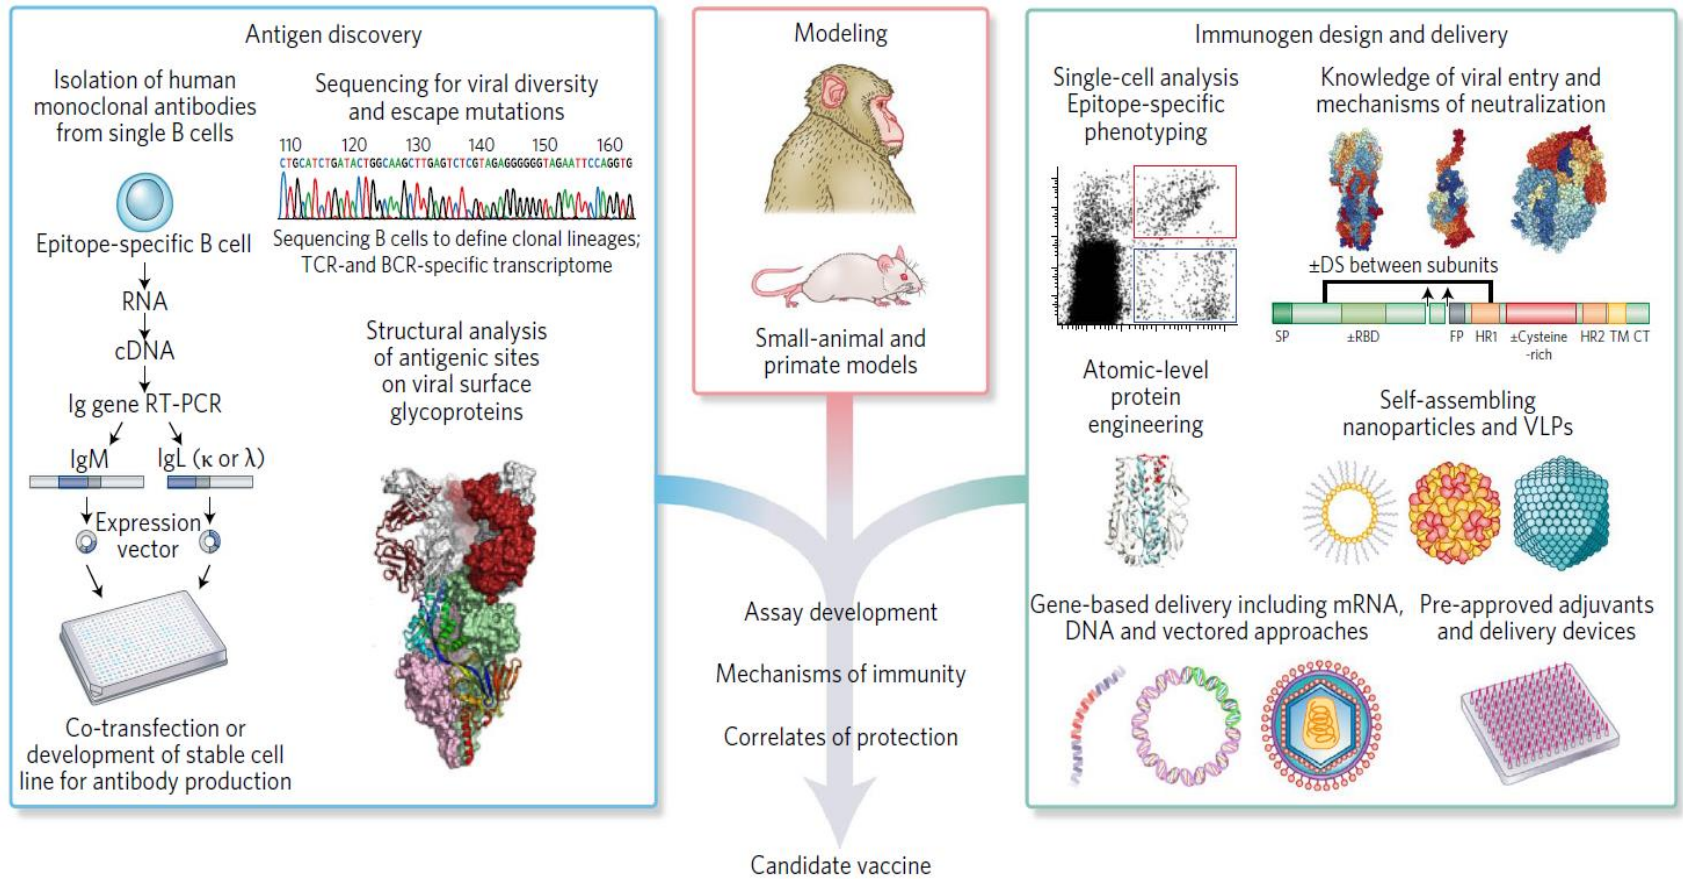 Antigen discovery
Isolation of human
monoclonal antibodies
from single B cells
Epitope-specific B cell
RNA
cDNA
Ig gene RT-PCR
IgM
IgL (κ or λ)
Expression
vector
Co-transfection or
development of stable cell
line for antibody production
Sequencing for viral diversity
and escape mutations
110 120 130 140 150 160
CTGCATCTGATACTGGCAAGCTTGAGTCTCGTAGAGGGGGGTAGAATTCCAGGTG
Sequencing B cells to define clonal lineages;
TCR-and BCR-specific transcriptome
Structural analysis
of antigenic sites
on viral surface
glycoproteins
Modeling
Small-animal and
primate models
Assay development
Mechanisms of immunity
Correlates of protection
Candidate vaccine
Immunogen design and delivery
Single-cell analysis
Epitope-specific
phenotyping
Knowledge of viral entry and
mechanisms of neutralization
±DS between subunits
SP ±RBD FP HR1 ±Cysteine HR2 TM CT
-rich
Atomic-level
protein
engineering
Self-assembling
nanoparticles and VLPs
Gene-based delivery including mRNA,
DNA and vectored approaches
Pre-approved adjuvants
and delivery devices